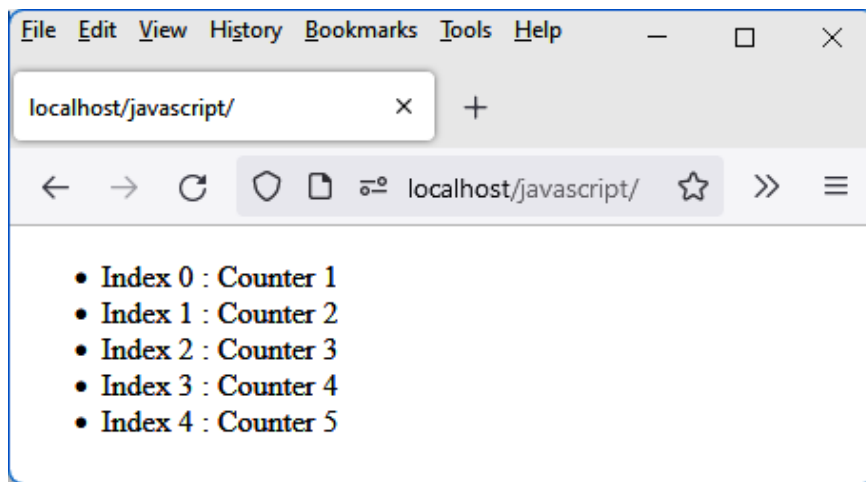 File Edit View History Bookmarks Tools Help
localhost/javascript/
localhost/javascript/
• Index 0 : Counter 1
• Index 1 : Counter 2
• Index 2 : Counter 3
• Index 3 : Counter 4
• Index 4 : Counter 5